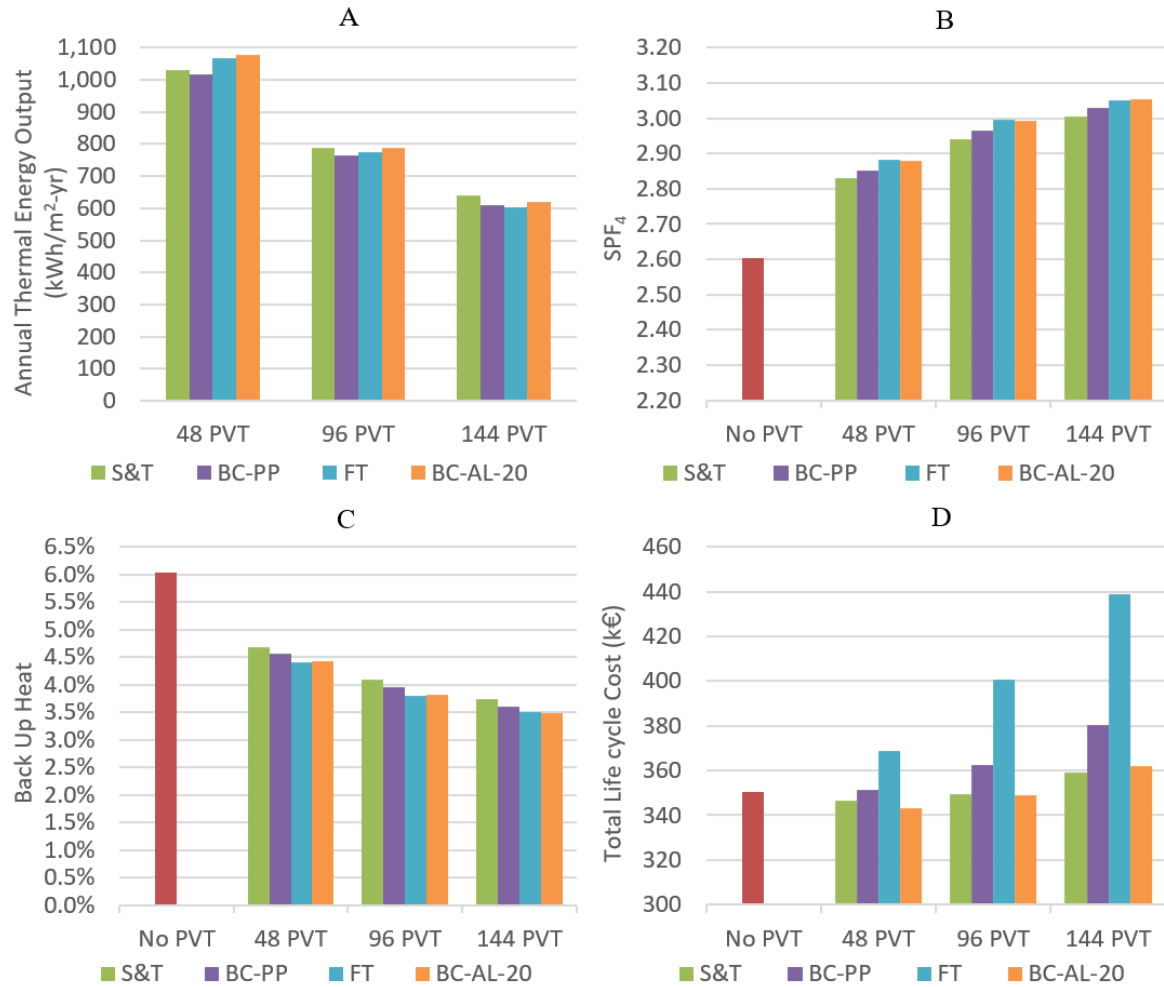 A
Annual Thermal Energy Output
(kWh/m²-yr)
1,100
1,000
900
800
700
600
500
400
300
200
100
0
48 PVT 96 PVT 144 PVT
S&T BC-PP FT BC-AL-20
B
SPF₄
3.20
3.10
3.00
2.90
2.80
2.70
2.60
2.50
2.40
2.30
2.20
No PVT 48 PVT 96 PVT 144 PVT
S&T BC-PP FT BC-AL-20
C
Back Up Heat
6.5%
6.0%
5.5%
5.0%
4.5%
4.0%
3.5%
3.0%
2.5%
2.0%
1.5%
1.0%
0.5%
0.0%
No PVT 48 PVT 96 PVT 144 PVT
S&T BC-PP FT BC-AL-20
D
Total Life cycle Cost (k€)
460
440
420
400
380
360
340
320
300
No PVT 48 PVT 96 PVT 144 PVT
S&T BC-PP FT BC-AL-20